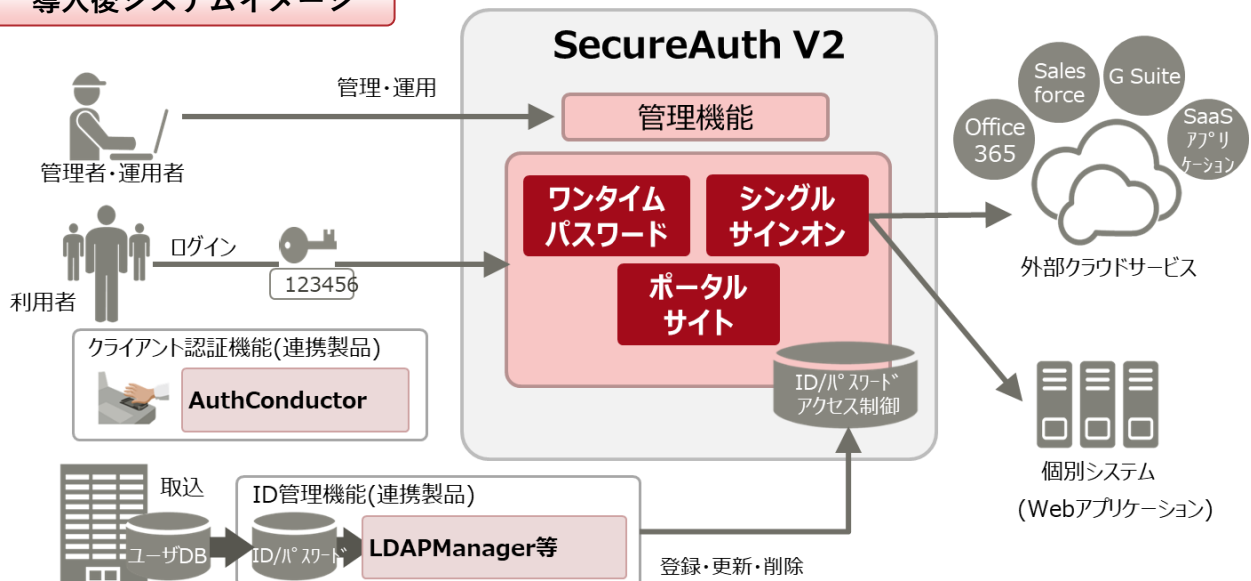 導入後システムイメージ
SecureAuth V2
管理・運用
管理機能
管理者・運用者
ワンタイム
パスワード
シングル
サインオン
ポータル
サイト
ログイン
123456
利用者
クライアント認証機能(連携製品)
AuthConductor
ID/ﾊﾟｽﾜｰﾄﾞ
アクセス制御
Sales
force
G Suite
Office
365
SaaS
ｱﾌﾟﾘ
ｹｰｼｮﾝ
外部クラウドサービス
個別システム
(Webアプリケーション)
取込
ユーザDB
ID管理機能(連携製品)
ID/ﾊﾟｽﾜｰﾄﾞ
LDAPManager等
登録・更新・削除